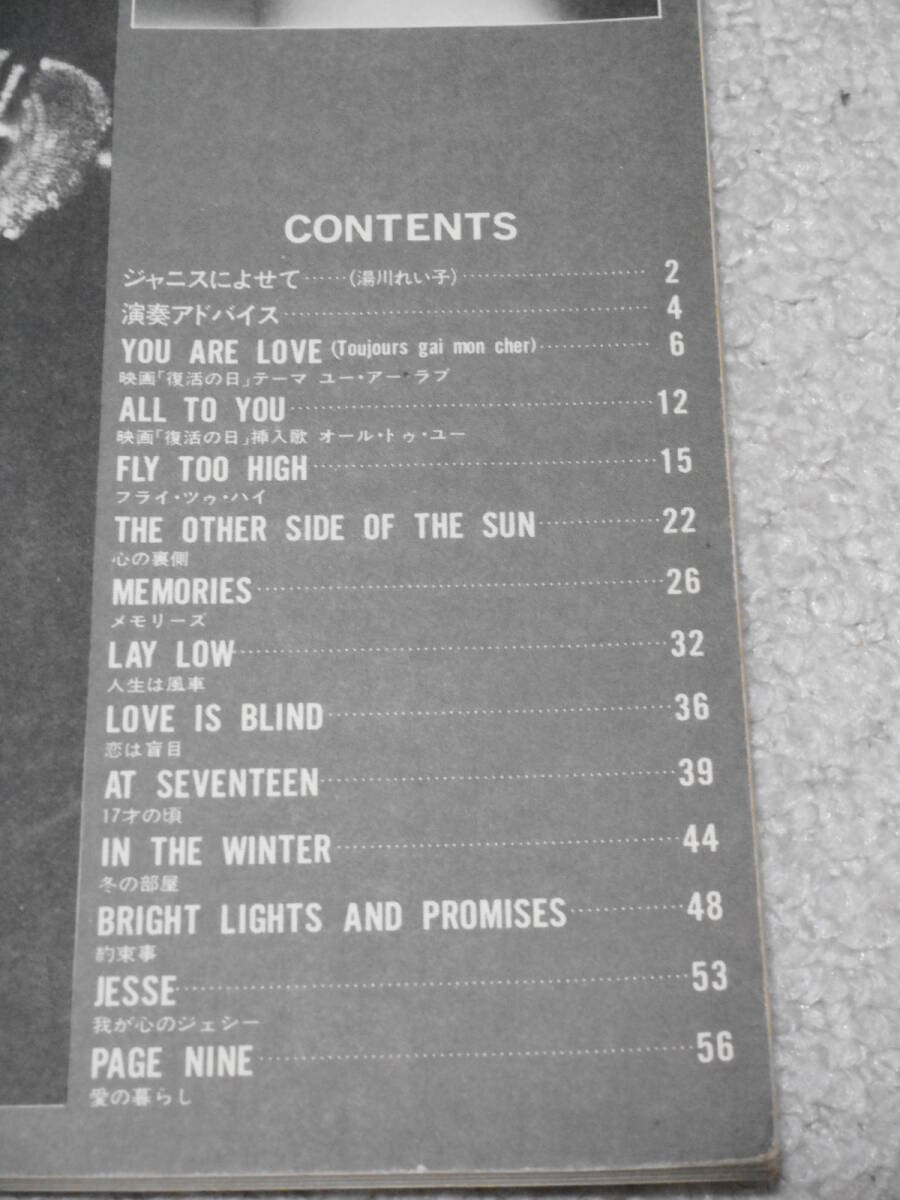 CONTENTS
ジャニスによせて……(湯川れい子)…………………… 2
演奏アドバイス……………………………………… 4
YOU ARE LOVE (Toujours gai mon cher)…………… 6
映画「復活の日」テーマ ユー・アー・ラブ
ALL TO YOU………………………………………12
映画「復活の日」挿入歌 オール・トゥ・ユー
FLY TOO HIGH……………………………………15
フライ・ツゥ・ハイ
THE OTHER SIDE OF THE SUN……………22
心の裏側
MEMORIES…………………………………………26
メモリーズ
LAY LOW……………………………………………32
人生は風車
LOVE IS BLIND……………………………………36
恋は盲目
AT SEVENTEEN……………………………………39
17才の頃
IN THE WINTER……………………………………44
冬の部屋
BRIGHT LIGHTS AND PROMISES……………48
約束事
JESSE…………………………………………………53
我が心のジェシー
PAGE NINE……………………………………………56
愛の暮らし